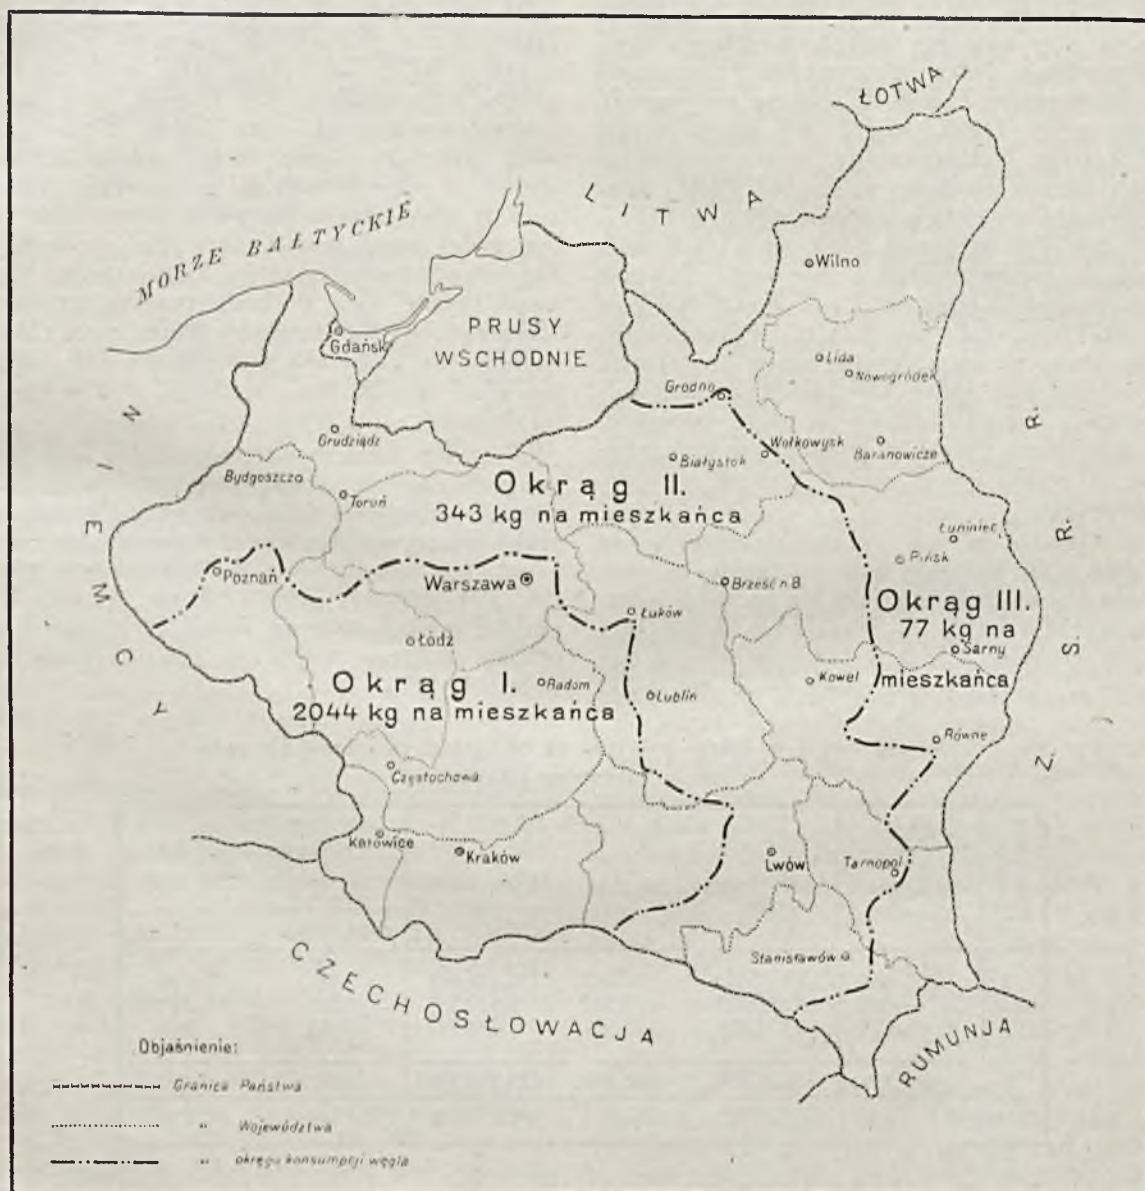 ŁOTWA
LITWA
MORZE BAŁTYCKIE
Wilno
PRUSY
WSCHODNIE
Gdańsk
Lida
Nowogródek
Grodno
Grudziądz
Wołkowysk
Baranowicze
Białystok
Bydgoszcz
Toruń
Okrąg II.
343 kg na mieszkańca
NIEMCY
Z. S. R. R.
Łuniniec
Pińsk
Poznań
Warszawa
Brześć n.B.
Okrąg III.
77 kg na
mieszkańca
Łuków
Sarny
Łódź
Okrąg I.
2044 kg na mieszkańca
Radom
Lublin
Kowel
Równe
Częstochowa
Katowice
Kraków
Lwów
Tarnopol
Stanisławów
CZECHOSŁOWACJA
RUMUNJA
Objaśnienie:
Granica Państwa
" Województwa
" okręgu konsumpcji węgla